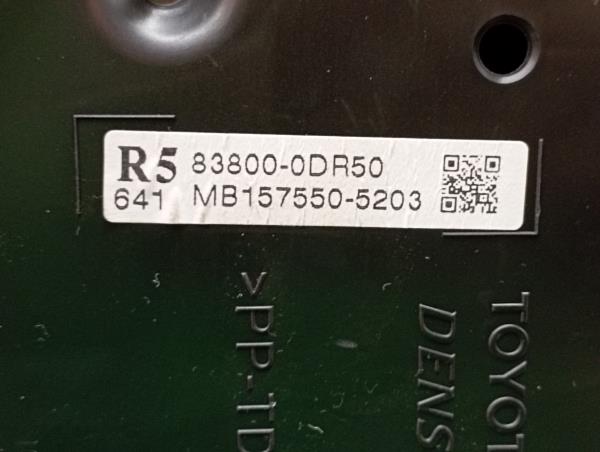 R5 83800-0DR50
641 MB157550-5203
>PP-TD
DENS
TOYOT